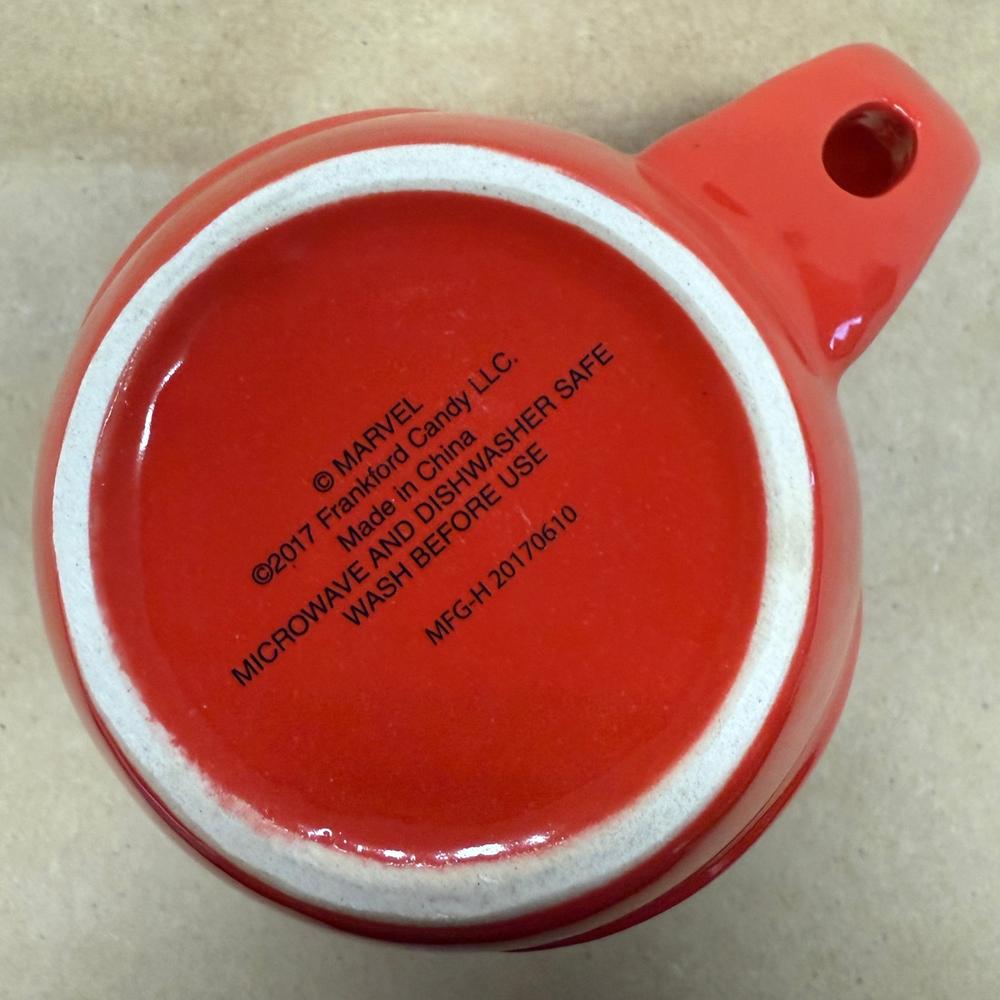 © MARVEL
©2017 Frankford Candy LLC.
Made in China
MICROWAVE AND DISHWASHER SAFE
WASH BEFORE USE
MFG-H 20170610